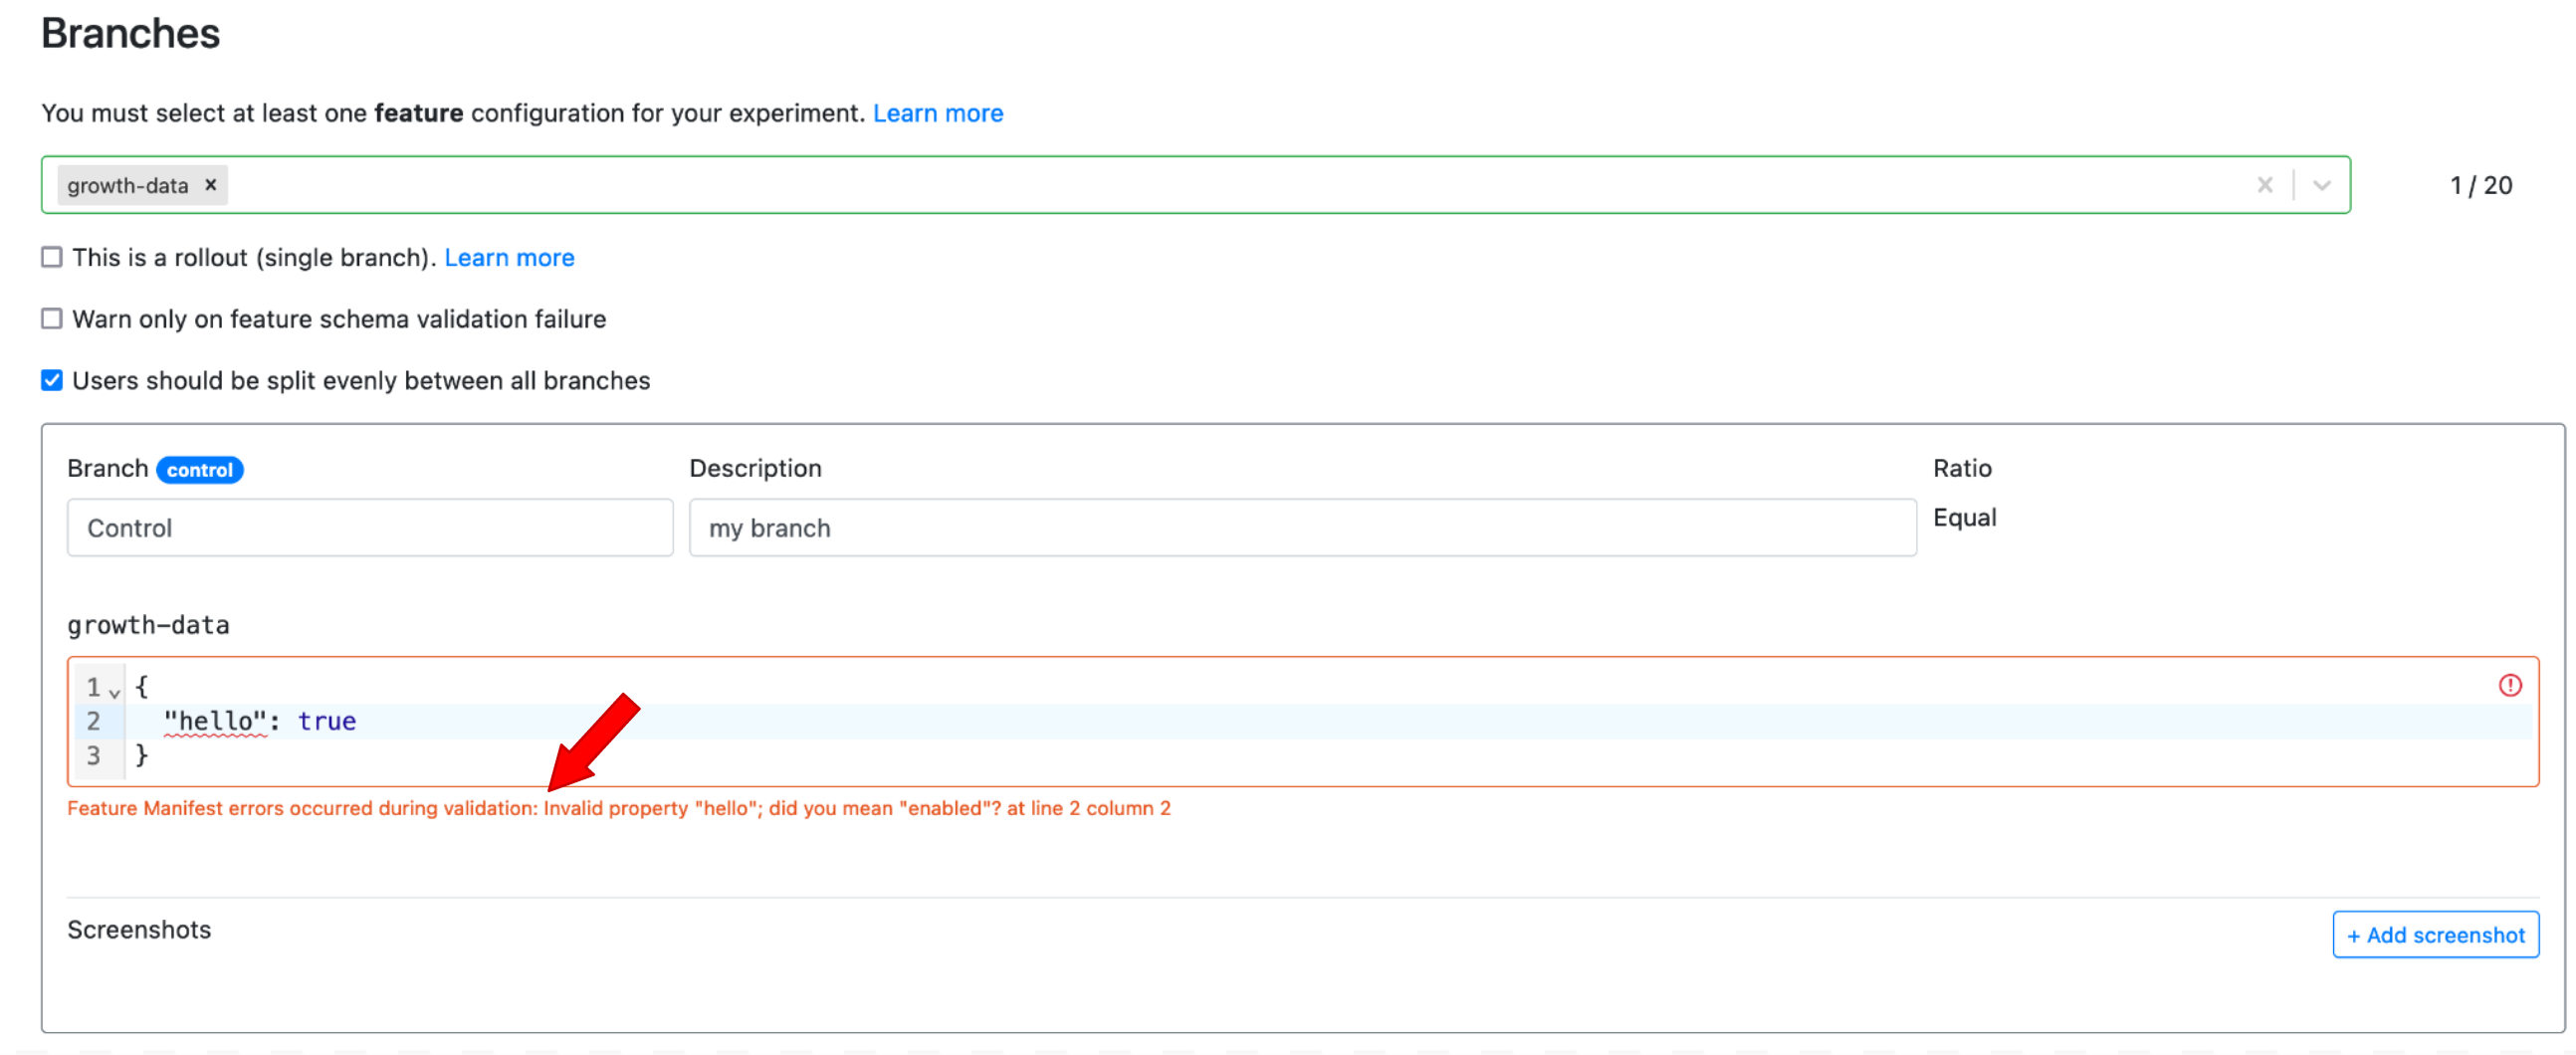 Branches
You must select at least one feature configuration for your experiment. Learn more
growth-data × 1 / 20
This is a rollout (single branch). Learn more
Warn only on feature schema validation failure
Users should be split evenly between all branches
Branch control Description Ratio
Control my branch Equal
growth-data
1 {
2 "hello": true
3 }
Feature Manifest errors occurred during validation: Invalid property "hello"; did you mean "enabled"? at line 2 column 2
Screenshots + Add screenshot